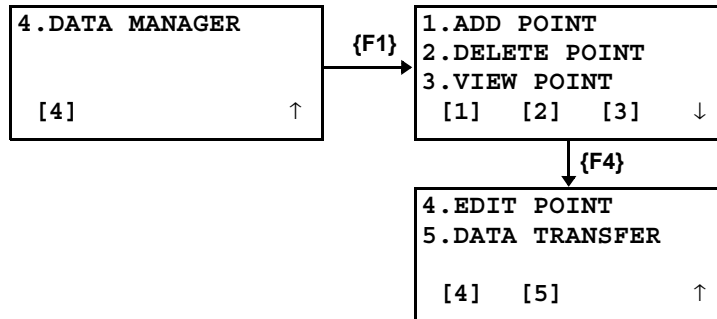 4.DATA MANAGER
[4] ↑
{F1}
1.ADD POINT
2.DELETE POINT
3.VIEW POINT
[1] [2] [3] ↓
{F4}
4.EDIT POINT
5.DATA TRANSFER
[4] [5] ↑